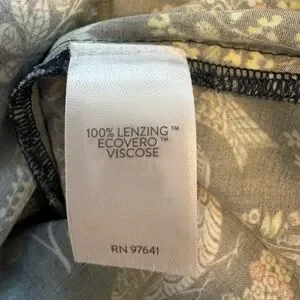 100% LENZING™
ECOVERO™
VISCOSE
RN 97641